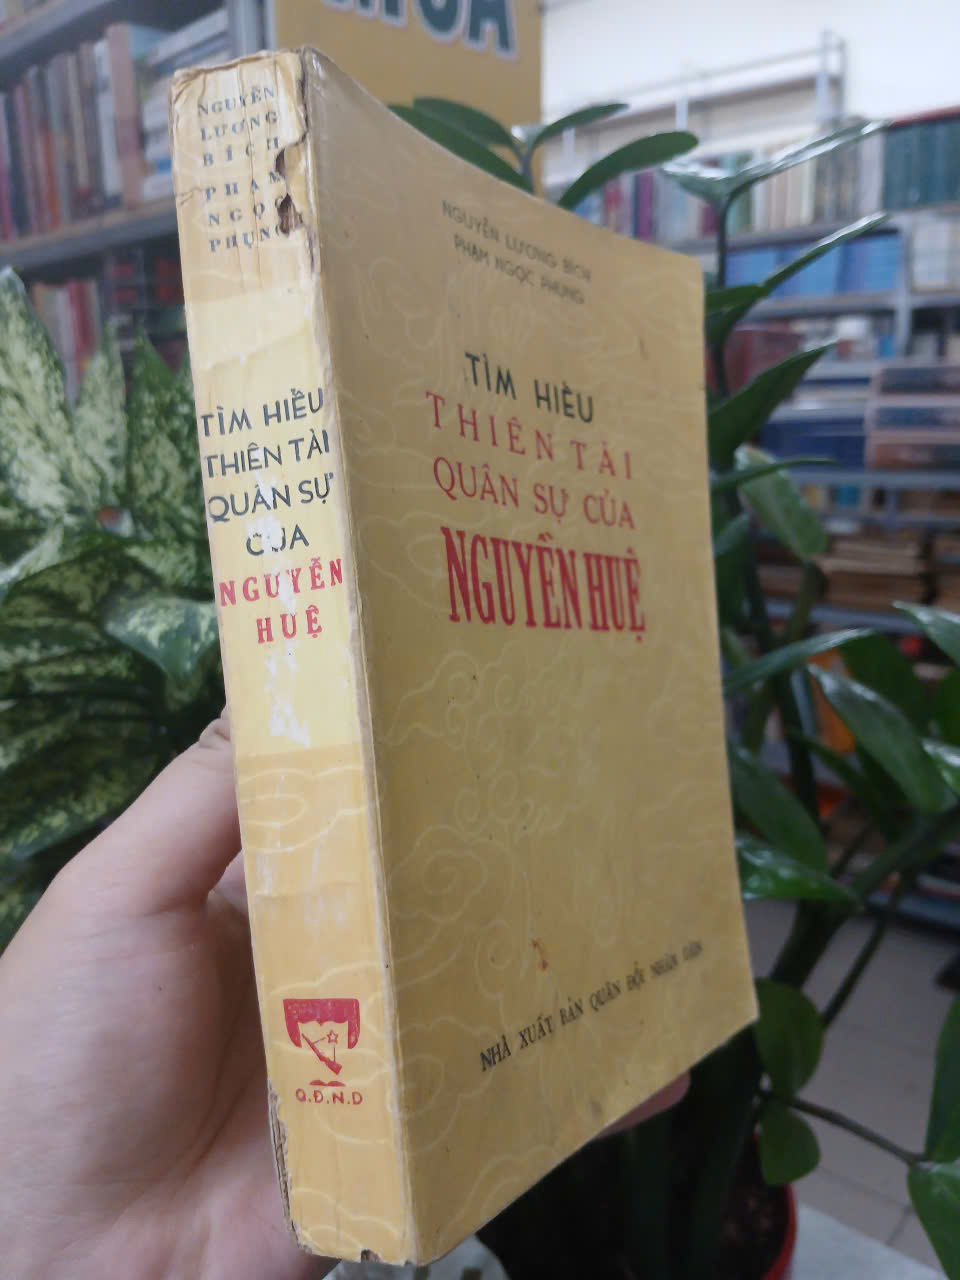 NGUYỄN
LƯƠNG
BÍCH
PHẠM
NGỌC
PHỤNG
TÌM HIỂU
THIÊN TÀI
QUÂN SỰ
CỦA
NGUYỄN
HUỆ
Q.Đ.N.D
NGUYỄN LƯƠNG BÍCH
PHẠM NGỌC PHỤNG
TÌM HIỂU
THIÊN TÀI
QUÂN SỰ CỦA
NGUYỄN HUỆ
NHÀ XUẤT BẢN QUÂN ĐỘI NHÂN DÂN